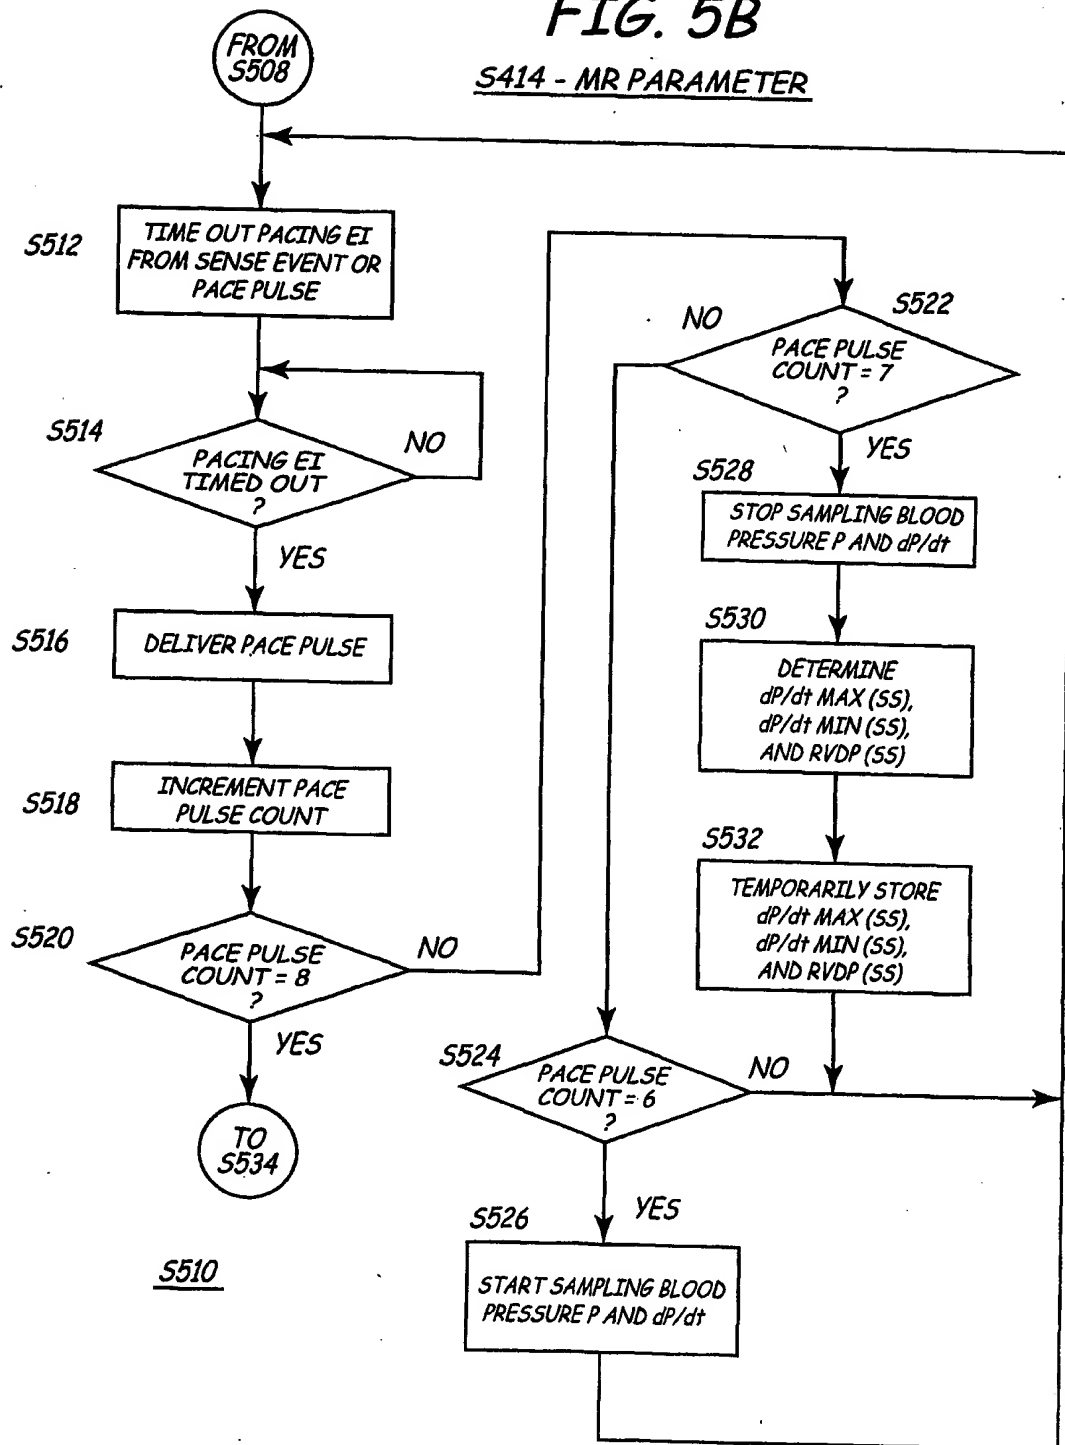 FIG. 5B
S414 - MR PARAMETER
FROM
S508
S512
TIME OUT PACING EI
FROM SENSE EVENT OR
PACE PULSE
S514
PACING EI
TIMED OUT
?
NO
YES
S516
DELIVER PACE PULSE
S518
INCREMENT PACE
PULSE COUNT
S520
PACE PULSE
COUNT = 8
?
NO
YES
TO
S534
S510
S522
NO
PACE PULSE
COUNT = 7
?
YES
S528
STOP SAMPLING BLOOD
PRESSURE P AND dP/dt
S530
DETERMINE
dP/dt MAX (SS),
dP/dt MIN (SS),
AND RVDP (SS)
S532
TEMPORARILY STORE
dP/dt MAX (SS),
dP/dt MIN (SS),
AND RVDP (SS)
S524
PACE PULSE
COUNT = 6
?
NO
YES
S526
START SAMPLING BLOOD
PRESSURE P AND dP/dt